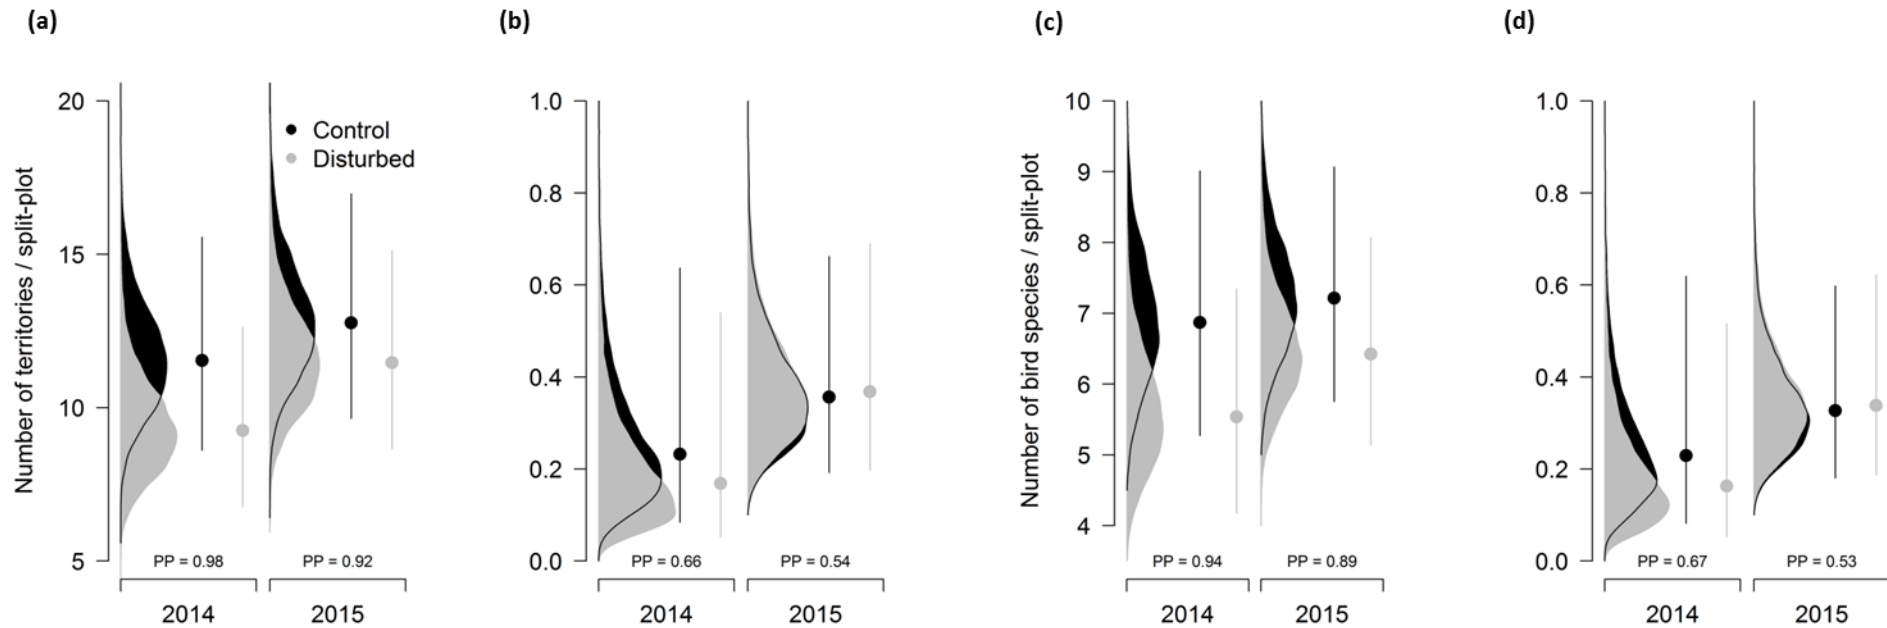 (a)
(b)
(c)
(d)
Number of territories / split-plot
20
15
10
5
Control
Disturbed
PP = 0.98
PP = 0.92
2014
2015
1.0
0.8
0.6
0.4
0.2
0.0
PP = 0.66
PP = 0.54
2014
2015
Number of bird species / split-plot
10
9
8
7
6
5
4
PP = 0.94
PP = 0.89
2014
2015
1.0
0.8
0.6
0.4
0.2
0.0
PP = 0.67
PP = 0.53
2014
2015